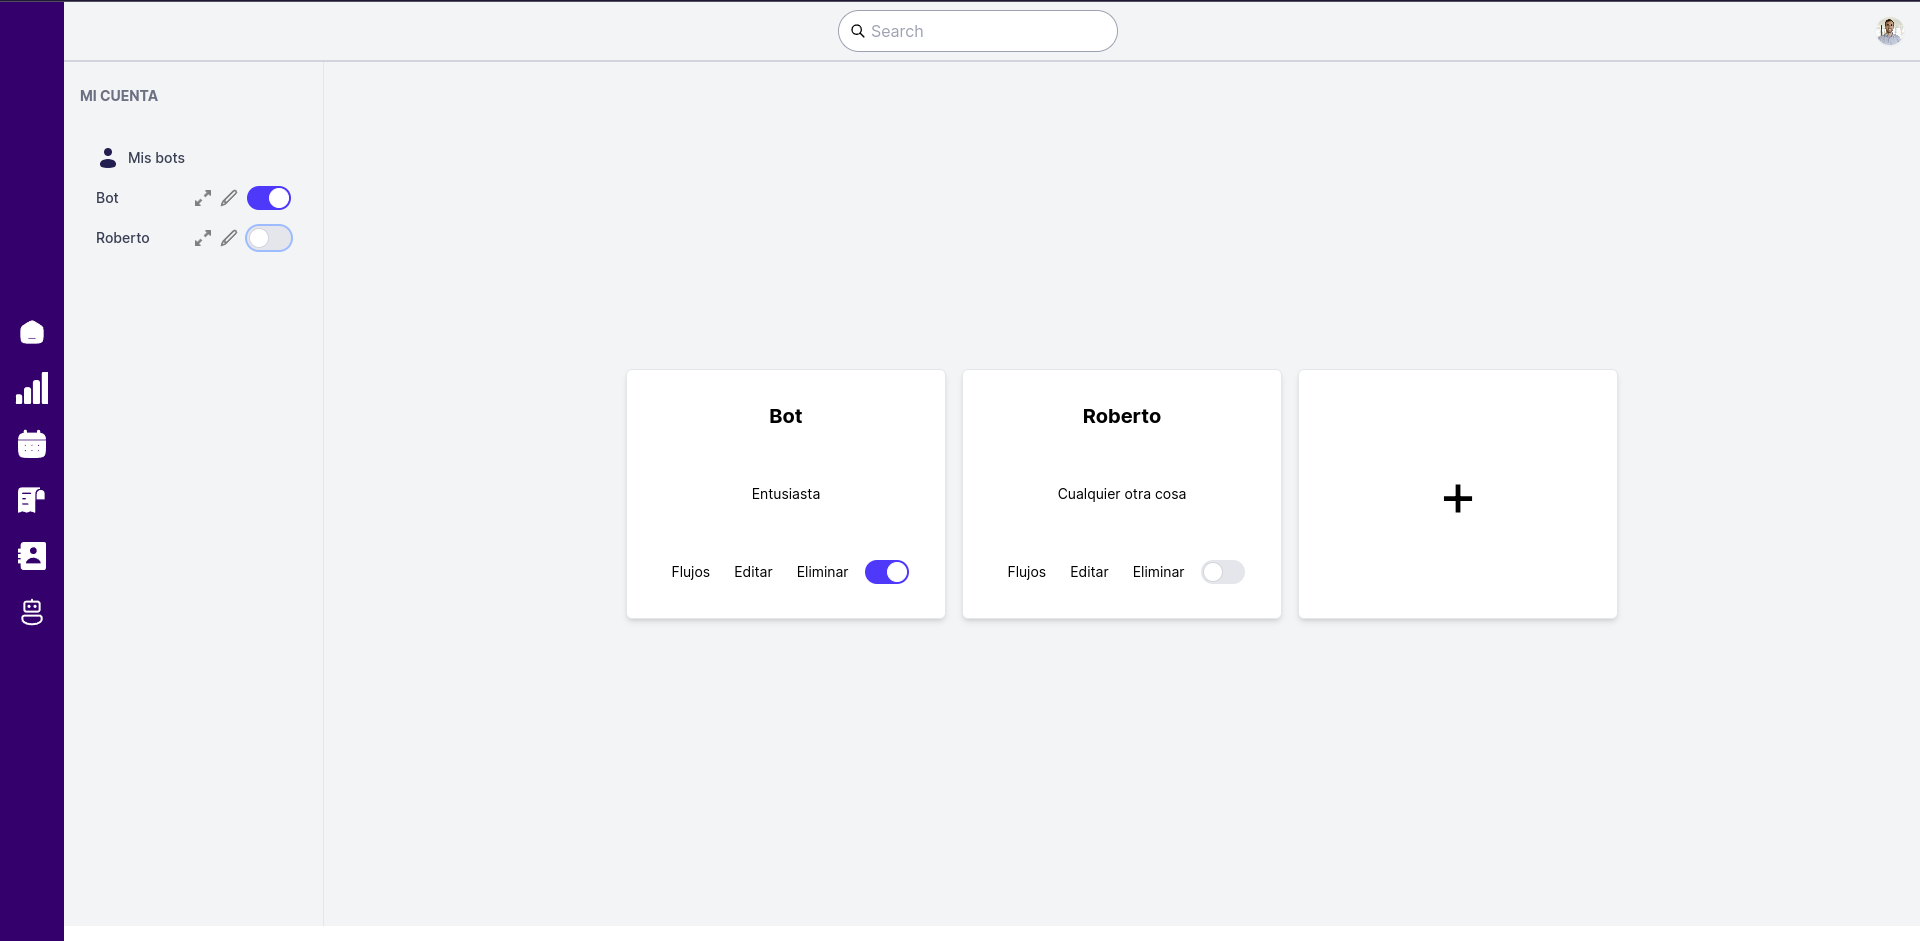 Search
MI CUENTA
Mis bots
Bot
Roberto
Bot
Entusiasta
Flujos Editar Eliminar
Roberto
Cualquier otra cosa
Flujos Editar Eliminar
+